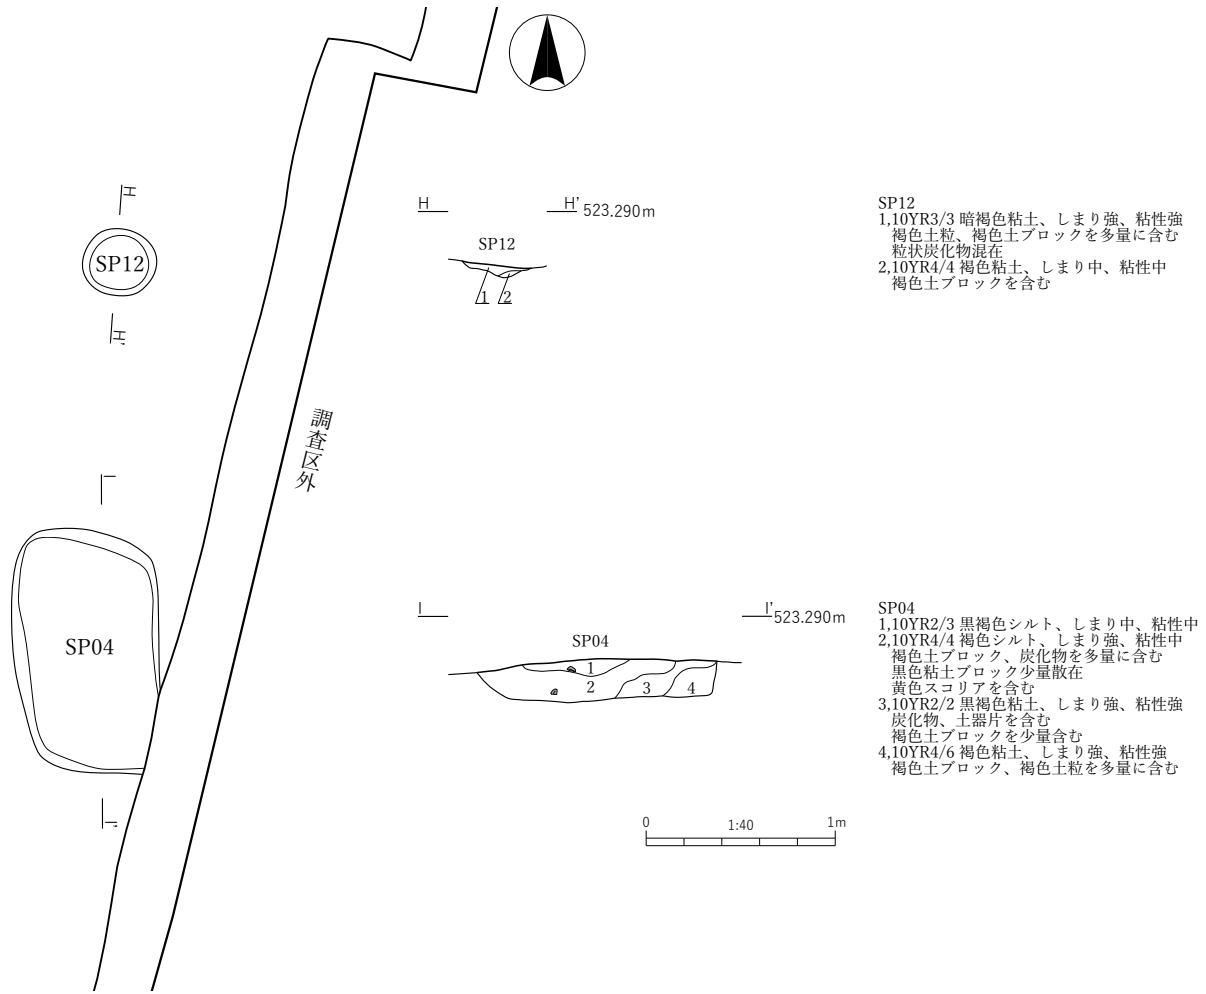 H
H'
SP12
H
H'
523.290m
SP12
1
2
SP12
1,10YR3/3 暗褐色粘土、しまり強、粘性強
褐色土粒、褐色土ブロックを多量に含む
粒状炭化物混在
2,10YR4/4 褐色粘土、しまり中、粘性中
褐色土ブロックを含む
調査区外
I
SP04
I'
I
I'
523.290m
SP04
1
2
3
4
SP04
1,10YR2/3 黒褐色シルト、しまり中、粘性中
2,10YR4/4 褐色シルト、しまり強、粘性中
褐色土ブロック、炭化物を多量に含む
黒色粘土ブロック少量散在
黄色スコリアを含む
3,10YR2/2 黒褐色粘土、しまり強、粘性強
炭化物、土器片を含む
褐色土ブロックを少量含む
4,10YR4/6 褐色粘土、しまり強、粘性強
褐色土ブロック、褐色土粒を多量に含む
0
1:40
1m